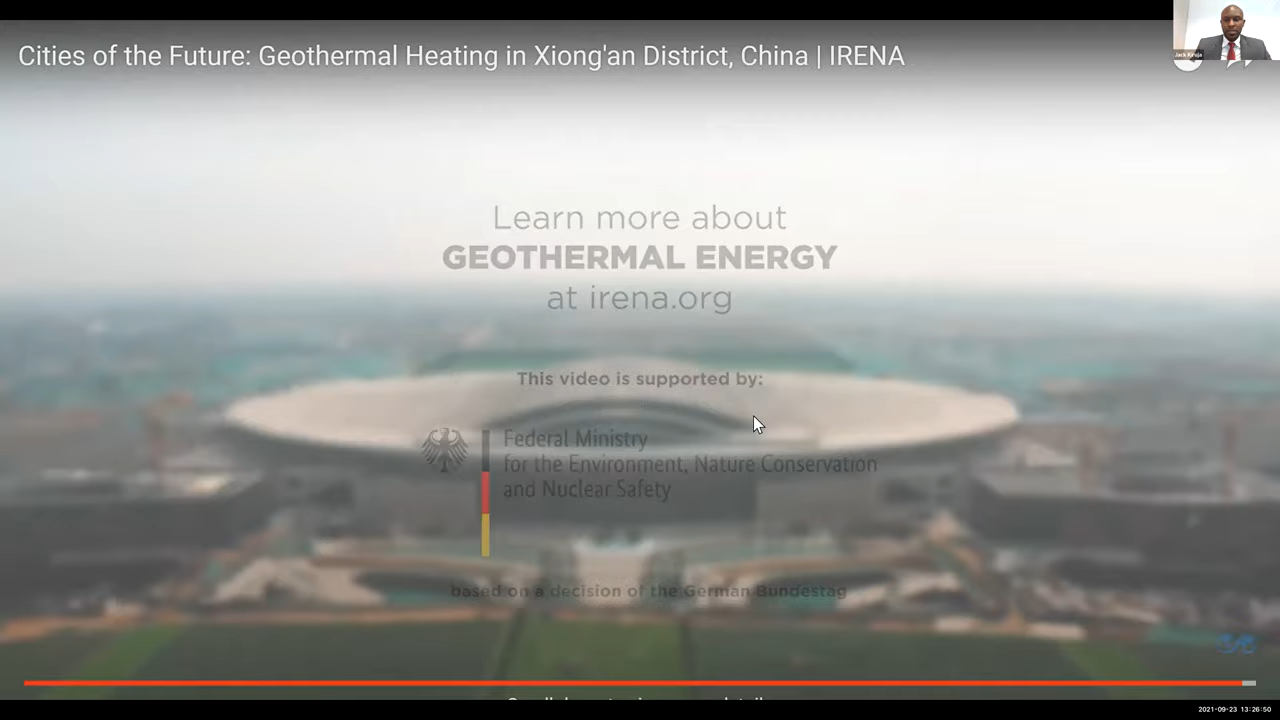 Cities of the Future: Geothermal Heating in Xiong'an District, China | IRENA
Learn more about
GEOTHERMAL ENERGY
at irena.org
This video is supported by:
Federal Ministry
for the Environment, Nature Conservation
and Nuclear Safety
based on a decision of the German Bundestag
2021-09-23 13:26:50